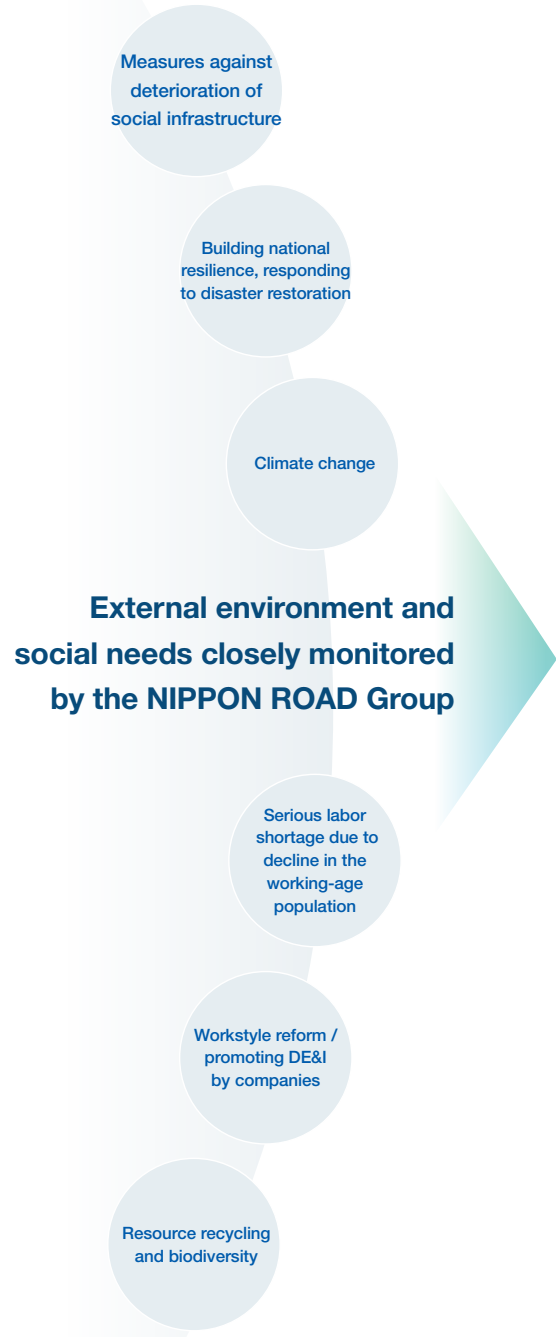 Measures against
deterioration of
social infrastructure
Building national
resilience, responding
to disaster restoration
Climate change
External environment and
social needs closely monitored
by the NIPPON ROAD Group
Serious labor
shortage due to
decline in the
working-age
population
Workstyle reform /
promoting DE&I
by companies
Resource recycling
and biodiversity